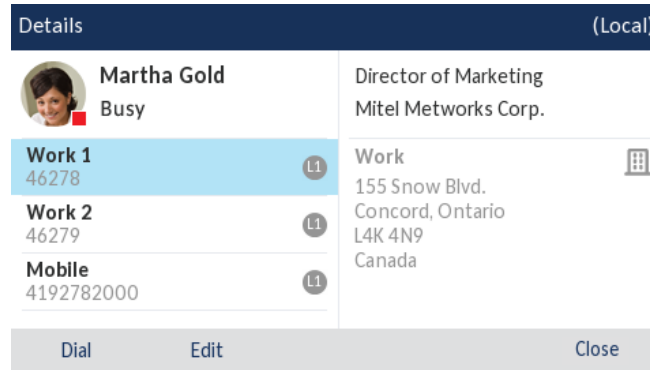 Details
(Local)
Martha Gold
Busy
Work 1
46278
L1
Work 2
46279
L1
Mobile
4192782000
L1
Director of Marketing
Mitel Metworks Corp.
Work
155 Snow Blvd.
Concord, Ontario
L4K 4N9
Canada
Dial
Edit
Close